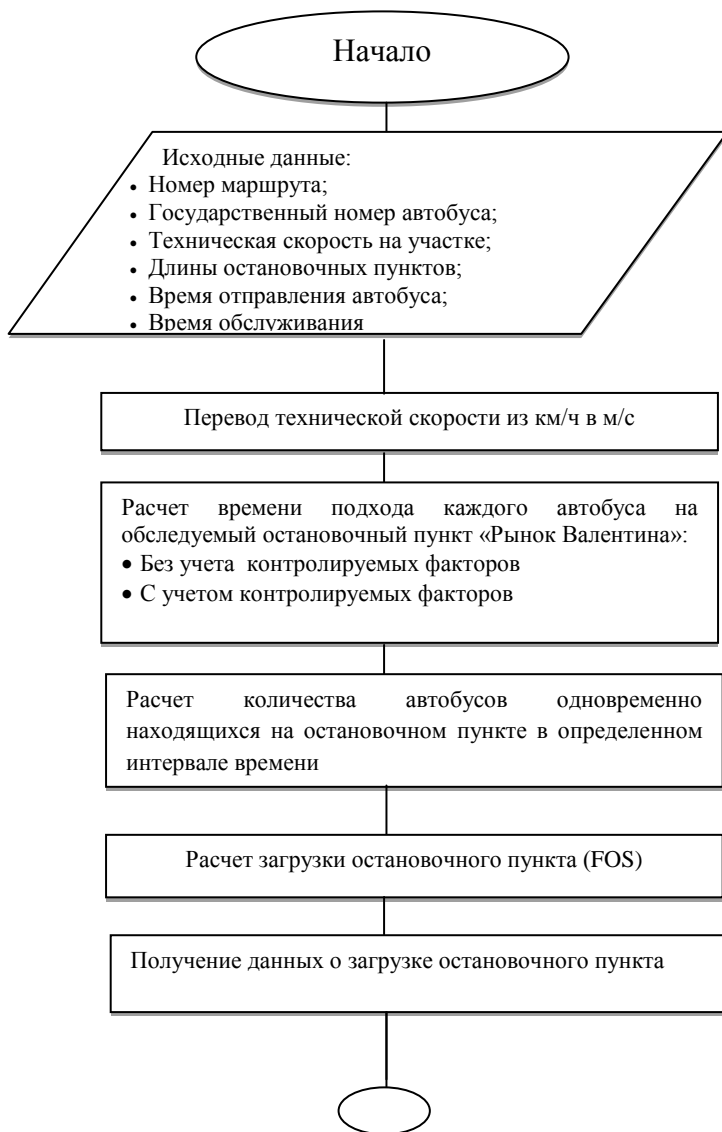 Начало
Исходные данные:
• Номер маршрута;
• Государственный номер автобуса;
• Техническая скорость на участке;
• Длины остановочных пунктов;
• Время отправления автобуса;
• Время обслуживания
Перевод технической скорости из км/ч в м/с
Расчет времени подхода каждого автобуса на
обследуемый остановочный пункт «Рынок Валентина»:
• Без учета контролируемых факторов
• С учетом контролируемых факторов
Расчет количества автобусов одновременно
находящихся на остановочном пункте в определенном
интервале времени
Расчет загрузки остановочного пункта (FOS)
Получение данных о загрузке остановочного пункта